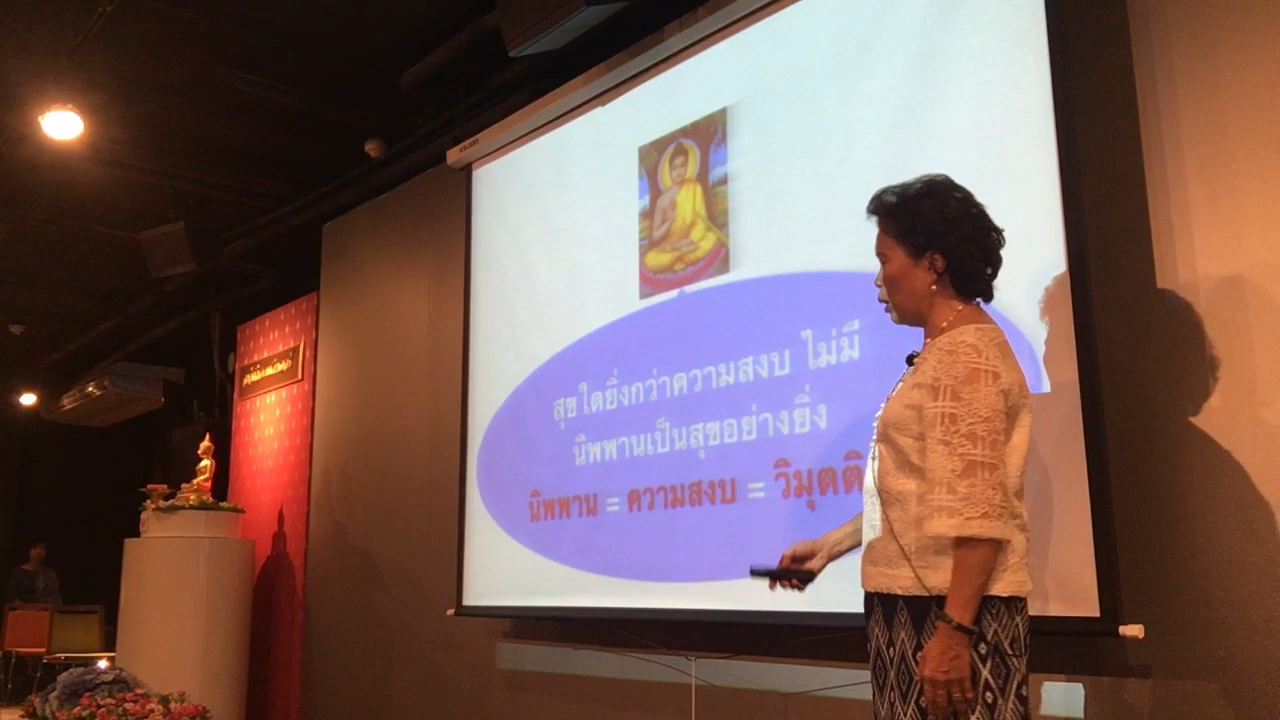 สุขใดยิ่งกว่าความสงบ ไม่มี
นิพพานเป็นสุขอย่างยิ่ง
นิพพาน = ความสงบ = วิมุตติ